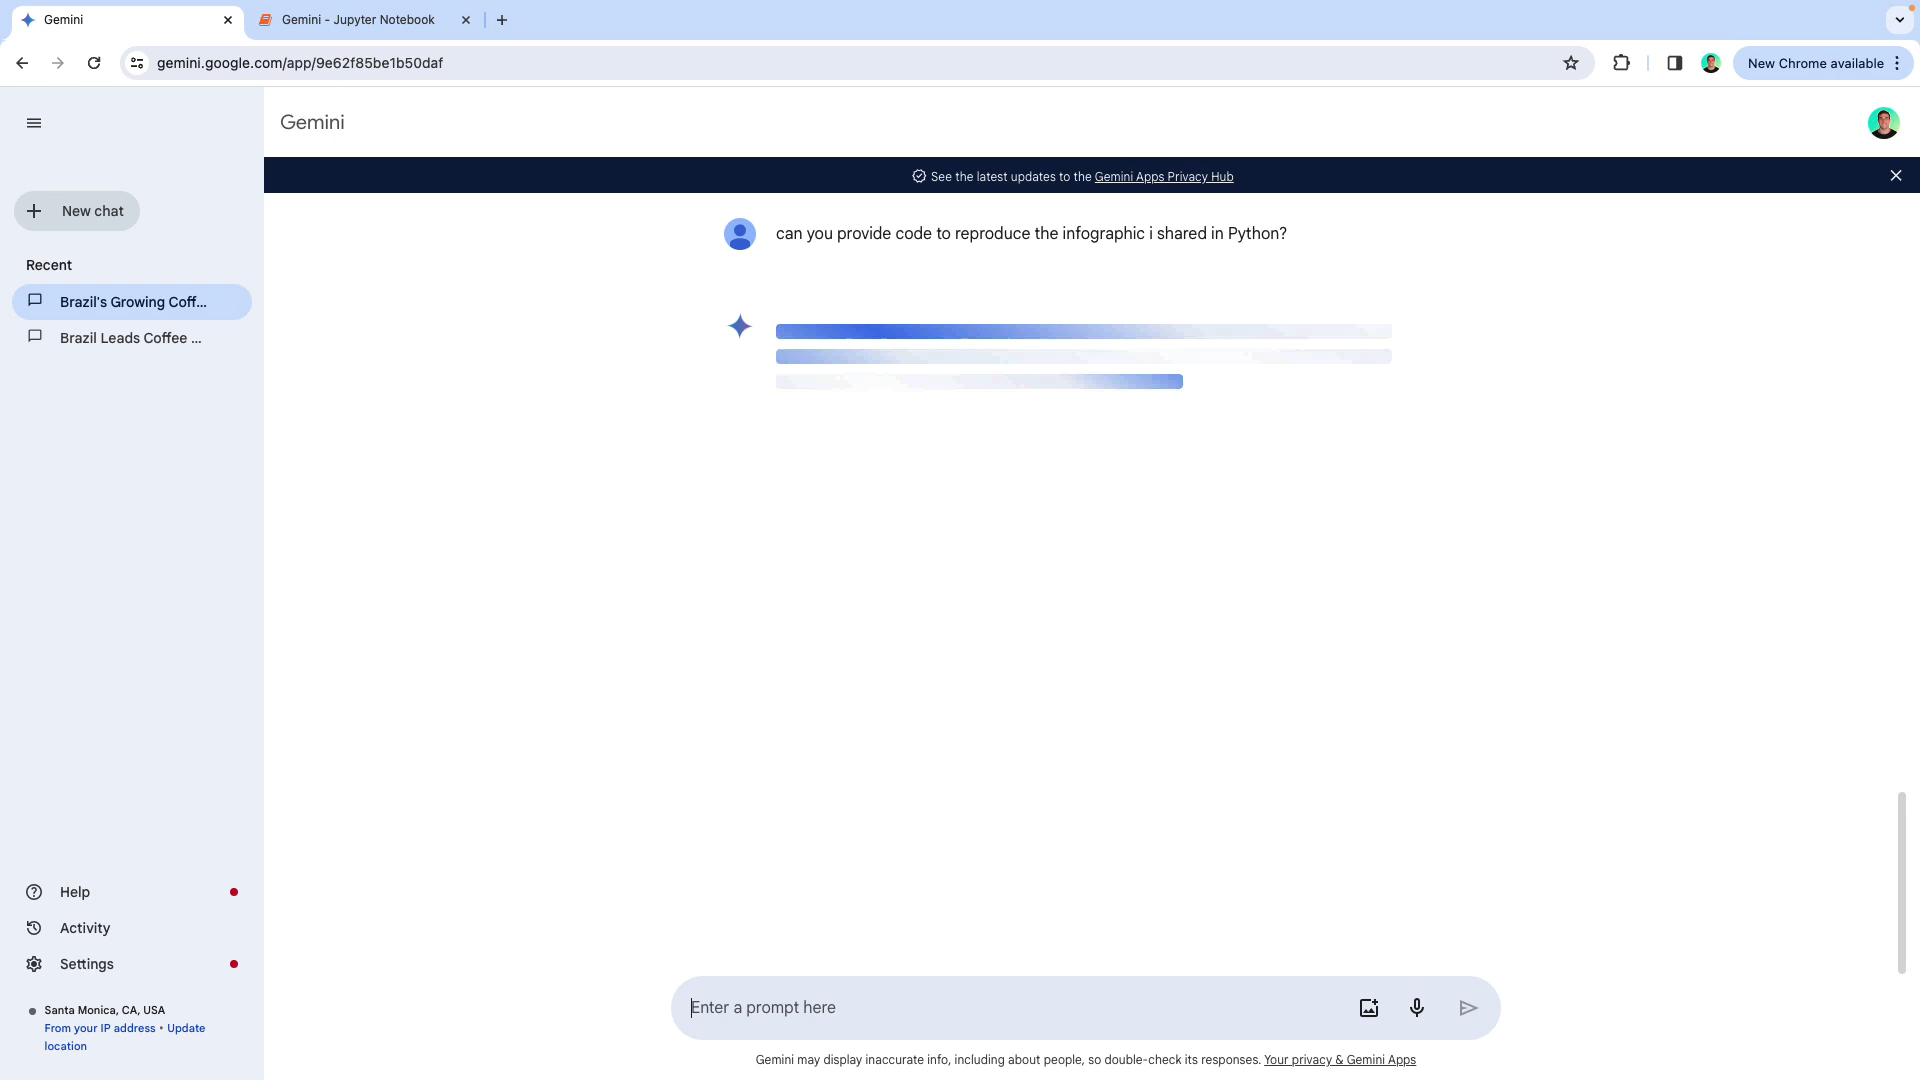 Gemini
Gemini - Jupyter Notebook
gemini.google.com/app/9e62f85be1b50daf
New Chrome available
Gemini
See the latest updates to the Gemini Apps Privacy Hub
New chat
Recent
Brazil's Growing Coff...
Brazil Leads Coffee ...
can you provide code to reproduce the infographic i shared in Python?
Help
Activity
Settings
Santa Monica, CA, USA
From your IP address • Update
location
Enter a prompt here
Gemini may display inaccurate info, including about people, so double-check its responses. Your privacy & Gemini Apps